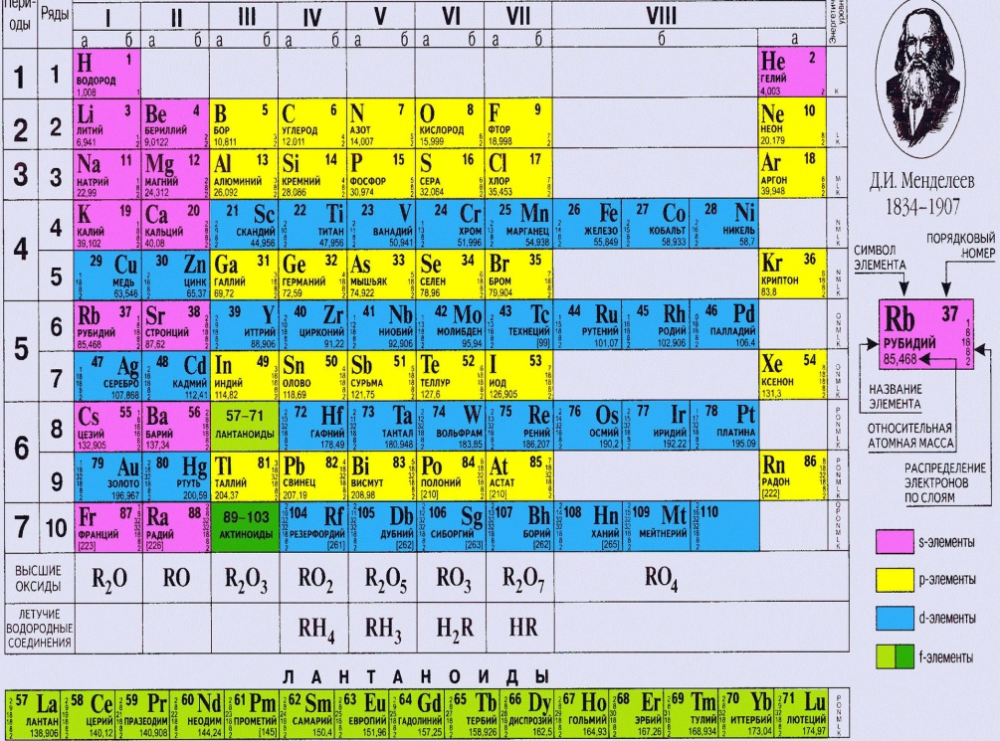 Пери-
оды Ряды I II III IV V VI VII VIII
а б а б а б а б а б а б а б б а
1 1 H 1 He 2
ВОДОРОД ГЕЛИЙ
1,008 4,003
2 2 Li 3 Be 4 B 5 C 6 N 7 O 8 F 9 Ne 10
ЛИТИЙ БЕРИЛЛИЙ БОР УГЛЕРОД АЗОТ КИСЛОРОД ФТОР НЕОН
6,941 9,0122 10,811 12,011 14,007 15,999 18,998 20,179
3 3 Na 11 Mg 12 Al 13 Si 14 P 15 S 16 Cl 17 Ar 18
НАТРИЙ МАГНИЙ АЛЮМИНИЙ КРЕМНИЙ ФОСФОР СЕРА ХЛОР АРГОН
22,99 24,312 26,092 28,086 30,974 32,064 35,453 39,948
4 4 K 19 Ca 20 21 Sc 22 Ti 23 V 24 Cr 25 Mn 26 Fe 27 Co 28 Ni
КАЛИЙ КАЛЬЦИЙ СКАНДИЙ ТИТАН ВАНАДИЙ ХРОМ МАРГАНЕЦ ЖЕЛЕЗО КОБАЛЬТ НИКЕЛЬ
39,102 40,08 44,956 47,956 50,941 51,996 54,938 55,849 58,933 58,7
5 29 Cu 30 Zn Ga 31 Ge 32 As 33 Se 34 Br 35 Kr 36
МЕДЬ ЦИНК ГАЛЛИЙ ГЕРМАНИЙ МЫШЬЯК СЕЛЕН БРОМ КРИПТОН
63,546 65,37 69,72 72,59 74,922 78,96 79,904 83,8
5 6 Rb 37 Sr 38 39 Y 40 Zr 41 Nb 42 Mo 43 Tc 44 Ru 45 Rh 46 Pd
РУБИДИЙ СТРОНЦИЙ ИТТРИЙ ЦИРКОНИЙ НИОБИЙ МОЛИБДЕН ТЕХНЕЦИЙ РУТЕНИЙ РОДИЙ ПАЛЛАДИЙ
85,468 87,62 88,906 91,22 92,906 95,94 [99] 101,07 102,906 106,4
7 47 Ag 48 Cd In 49 Sn 50 Sb 51 Te 52 I 53 Xe 54
СЕРЕБРО КАДМИЙ ИНДИЙ ОЛОВО СУРЬМА ТЕЛЛУР ИОД КСЕНОН
107,868 112,41 114,82 118,69 121,75 127,6 126,905 131,3
6 8 Cs 55 Ba 56 57–71 72 Hf 73 Ta 74 W 75 Re 76 Os 77 Ir 78 Pt
ЦЕЗИЙ БАРИЙ ЛАНТАНОИДЫ ГАФНИЙ ТАНТАЛ ВОЛЬФРАМ РЕНИЙ ОСМИЙ ИРИДИЙ ПЛАТИНА
132,905 137,34 178,49 180,948 183,85 186,207 190,2 192,22 195,09
9 79 Au 80 Hg Tl 81 Pb 82 Bi 83 Po 84 At 85 Rn 86
ЗОЛОТО РТУТЬ ТАЛЛИЙ СВИНЕЦ ВИСМУТ ПОЛОНИЙ АСТАТ РАДОН
196,967 200,59 204,37 207,19 208,98 [210] [210] [222]
7 10 Fr 87 Ra 88 89–103 104 Rf 105 Db 106 Sg 107 Bh 108 Hn 109 Mt 110
ФРАНЦИЙ РАДИЙ АКТИНОИДЫ РЕЗЕРФОРДИЙ ДУБНИЙ СИБОРГИЙ БОРИЙ ХАНИЙ МЕЙТНЕРИЙ
[223] [226] [261] [262] [263] [262] [265]
ВЫСШИЕ
ОКСИДЫ R₂O RO R₂O₃ RO₂ R₂O₅ RO₃ R₂O₇ RO₄
ЛЕТУЧИЕ
ВОДОРОДНЫЕ
СОЕДИНЕНИЯ RH₄ RH₃ H₂R HR
ЛАНТАНОИДЫ
57 La 58 Ce 59 Pr 60 Nd 61 Pm 62 Sm 63 Eu 64 Gd 65 Tb 66 Dy 67 Ho 68 Er 69 Tm 70 Yb 71 Lu
ЛАНТАН ЦЕРИЙ ПРАЗЕОДИМ НЕОДИМ ПРОМЕТИЙ САМАРИЙ ЕВРОПИЙ ГАДОЛИНИЙ ТЕРБИЙ ДИСПРОЗИЙ ГОЛЬМИЙ ЭРБИЙ ТУЛИЙ ИТТЕРБИЙ ЛЮТЕЦИЙ
138,906 140,12 140,908 144,24 [145] 150,4 151,96 157,25 158,926 162,5 164,93 167,26 168,934 173,04 174,97
Д.И. Менделеев
1834–1907
СИМВОЛ
ЭЛЕМЕНТА
ПОРЯДКОВЫЙ
НОМЕР
Rb 37
РУБИДИЙ
85,468
НАЗВАНИЕ
ЭЛЕМЕНТА
ОТНОСИТЕЛЬНАЯ
АТОМНАЯ МАССА
РАСПРЕДЕЛЕНИЕ
ЭЛЕКТРОНОВ
ПО СЛОЯМ
s-элементы
p-элементы
d-элементы
f-элементы